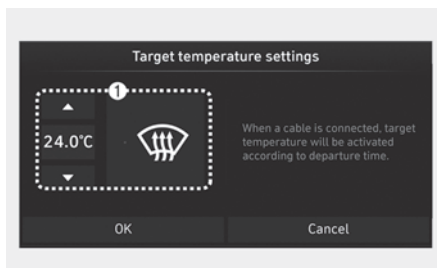 Target temperature settings
1
24.0°C
When a cable is connected, target
temperature will be activated
according to departure time.
OK
Cancel